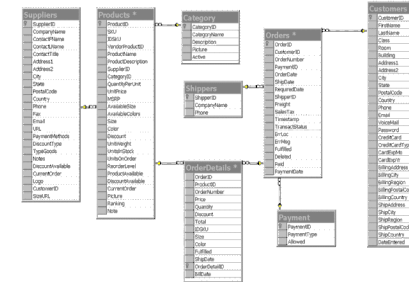 Suppliers
SupplierID
CompanyName
ContactFName
ContactLName
ContactTitle
Address1
Address2
City
State
PostalCode
Country
Phone
Fax
Email
URL
PaymentMethods
DiscountType
TypeGoods
Notes
DiscountAvailable
CurrentOrder
Logo
CustomerID
SizeURL
Products *
ProductID
SKU
IDSKU
VendorProductID
ProductName
ProductDescription
SupplierID
CategoryID
QuantityPerUnit
UnitPrice
MSRP
AvailableSize
AvailableColors
Size
Color
Discount
UnitWeight
UnitsInStock
UnitsOnOrder
ReorderLevel
ProductAvailable
DiscountAvailable
CurrentOrder
Picture
Ranking
Note
Category
CategoryID
CategoryName
Description
Picture
Active
Shippers
ShipperID
CompanyName
Phone
OrderDetails *
OrderID
ProductID
OrderNumber
Price
Quantity
Discount
Total
IDSKU
Size
Color
Fulfilled
ShipDate
OrderDetailID
BillDate
Orders *
OrderID
CustomerID
OrderNumber
PaymentID
OrderDate
ShipDate
RequiredDate
ShipperID
Freight
SalesTax
Timestamp
TransactStatus
ErrLoc
ErrMsg
Fulfilled
Deleted
Paid
PaymentDate
Payment
PaymentID
PaymentType
Allowed
Customers
CustomerID
FirstName
LastName
Class
Room
Building
Address1
Address2
City
State
PostalCode
Country
Phone
Email
VoiceMail
Password
CreditCard
CreditCardTyp
CardExpMo
CardExpYr
BillingAddress
BillingCity
BillingRegion
BillingPostalCo
BillingCountry
ShipAddress
ShipCity
ShipRegion
ShipPostalCod
ShipCountry
DateEntered